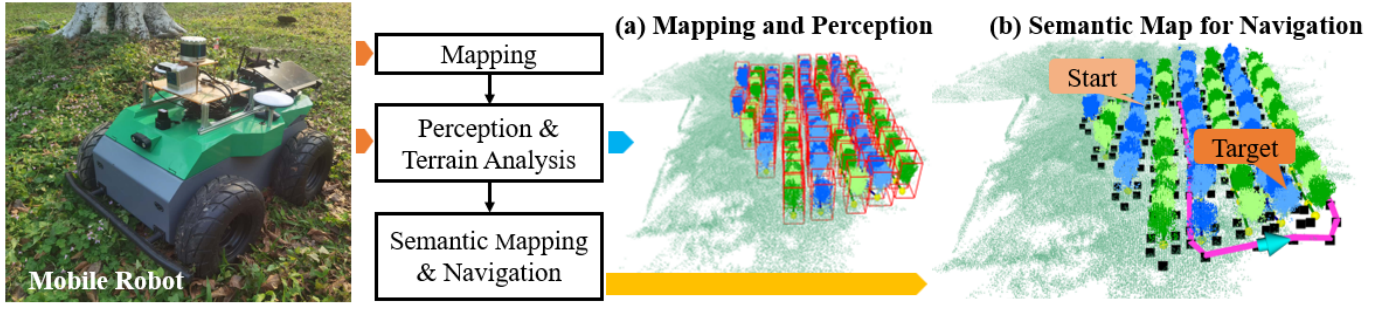 Mobile Robot
Mapping
Perception &
Terrain Analysis
Semantic Mapping
& Navigation
(a) Mapping and Perception
(b) Semantic Map for Navigation
Start
Target